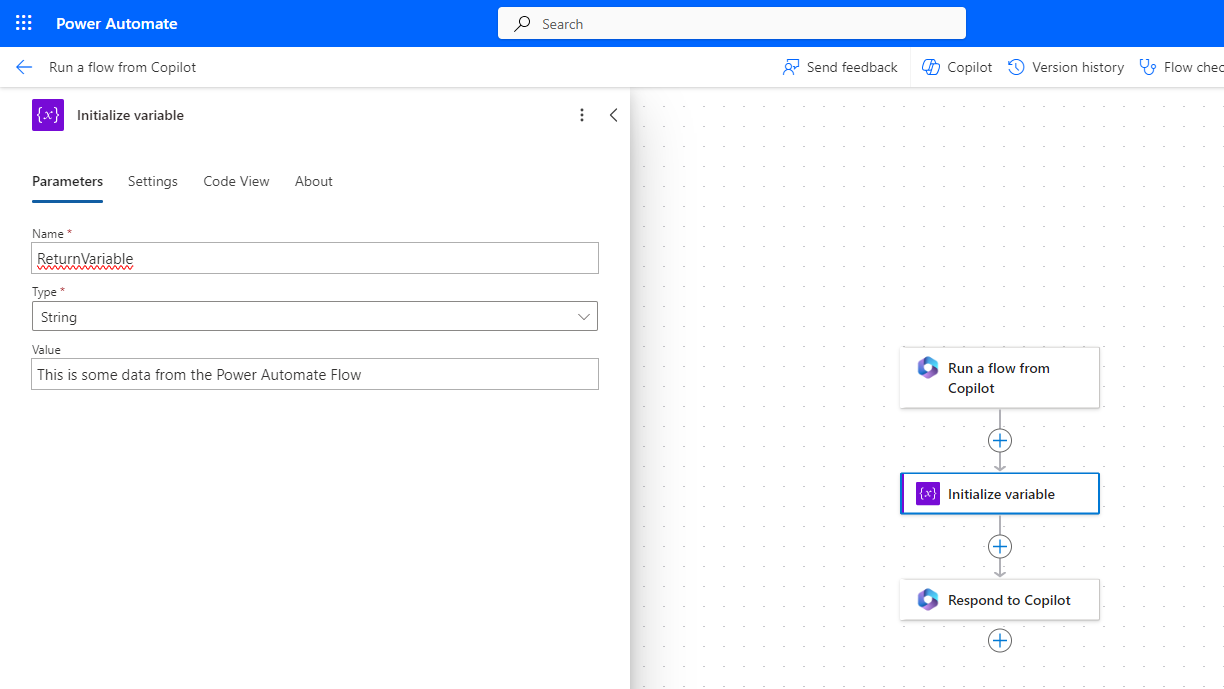 Power Automate
Search
Run a flow from Copilot
Send feedback
Copilot
Version history
Flow chec
{x} Initialize variable
Parameters
Settings
Code View
About
Name *
ReturnVariable
Type *
String
Value
This is some data from the Power Automate Flow
Run a flow from
Copilot
{x} Initialize variable
Respond to Copilot